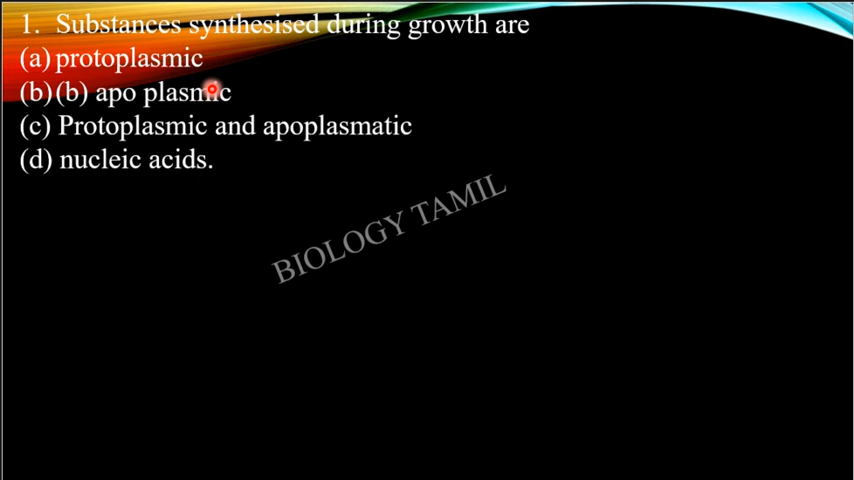 1. Substances synthesised during growth are
(a) protoplasmic
(b) (b) apo plasmic
(c) Protoplasmic and apoplasmatic
(d) nucleic acids.
BIOLOGY TAMIL